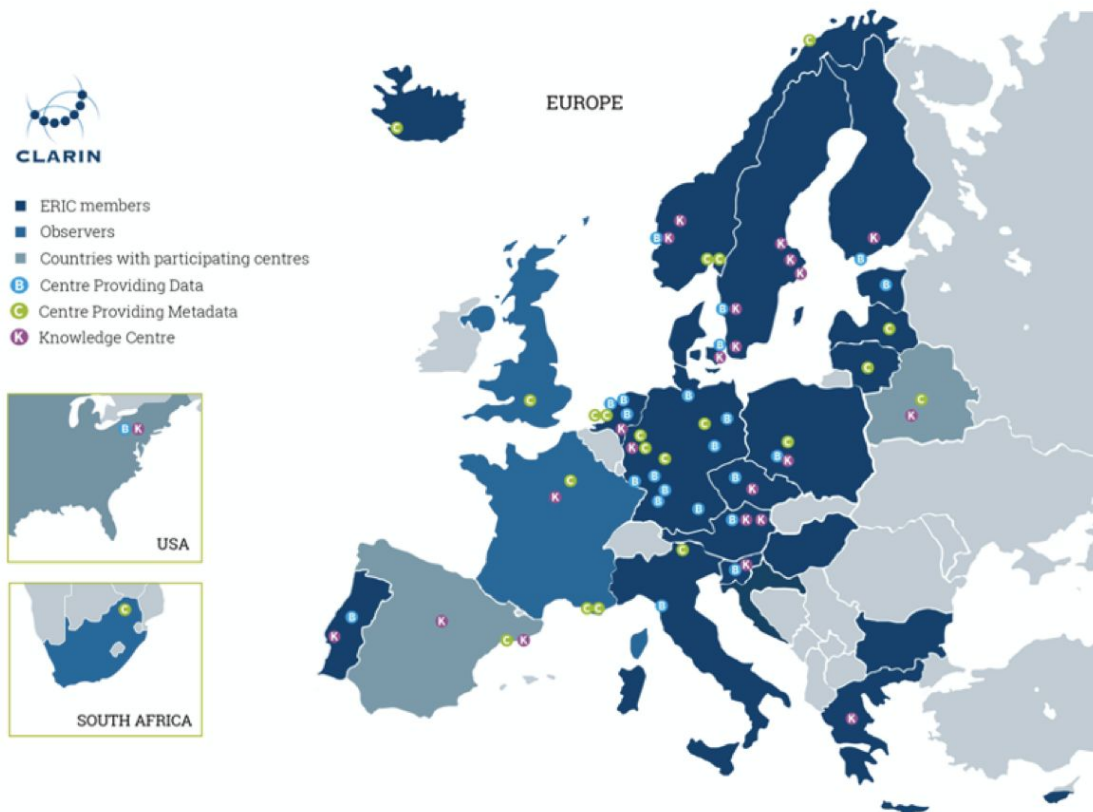 EUROPE
CLARIN
ERIC members
Observers
Countries with participating centres
B Centre Providing Data
C Centre Providing Metadata
K Knowledge Centre
B K
USA
C
SOUTH AFRICA
C
C
K
B K
C C
K
K
K
K
B
B
B K
B K
K
C
C
C
K
C
C C
B B
B
K
C
K C
C
B
C
B
B
B
B
B
B
B
C
B K
B
K
B K K
C
K
C
B K
C C
B
B
K
K
C K
K